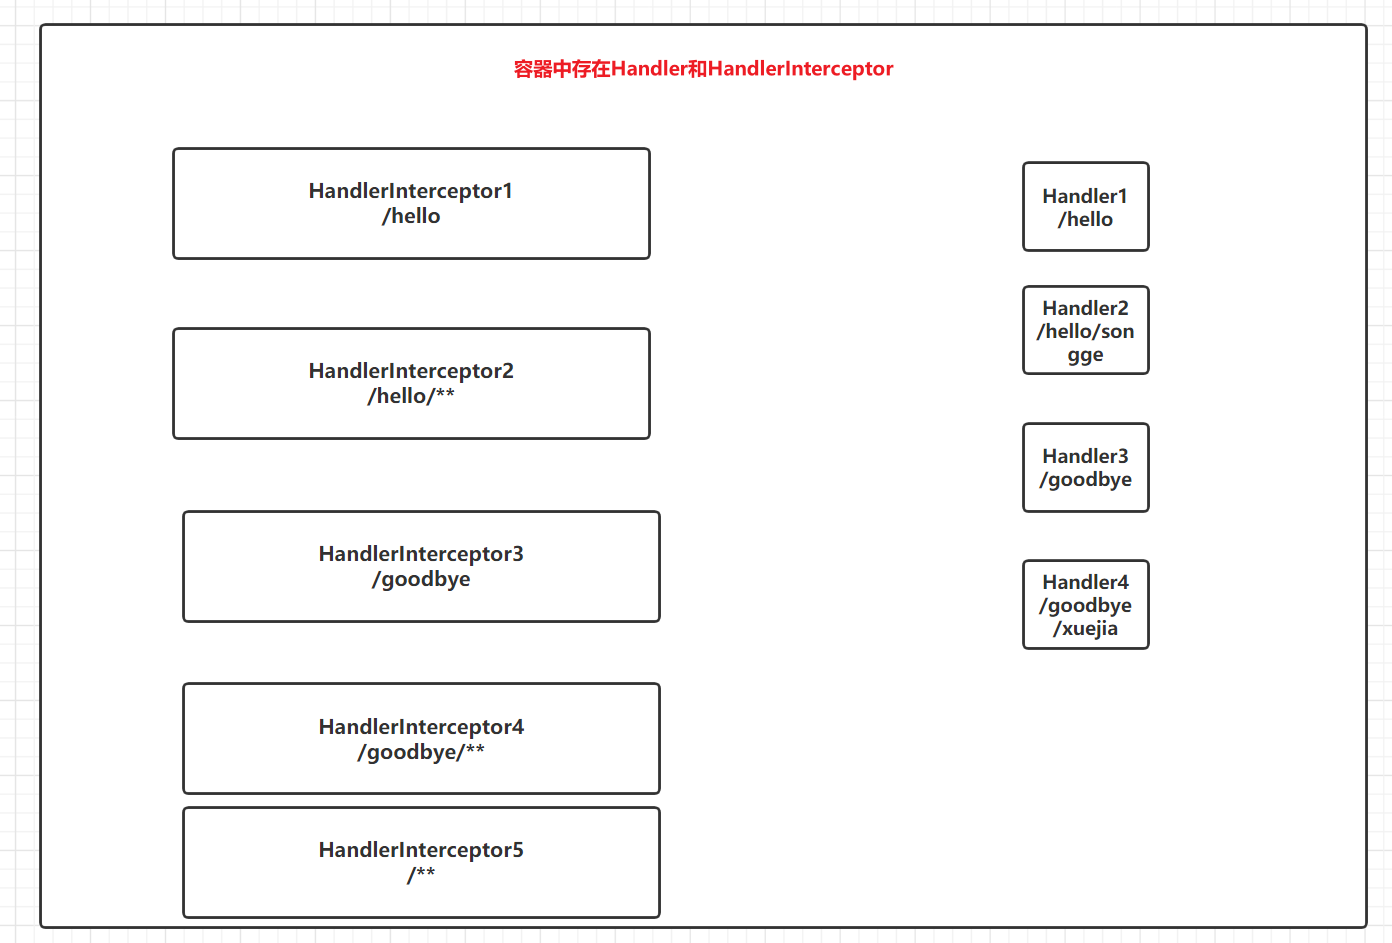 容器中存在Handler和HandlerInterceptor
HandlerInterceptor1
/hello
HandlerInterceptor2
/hello/**
HandlerInterceptor3
/goodbye
HandlerInterceptor4
/goodbye/**
HandlerInterceptor5
/**
Handler1
/hello
Handler2
/hello/son
gge
Handler3
/goodbye
Handler4
/goodbye
/xuejia